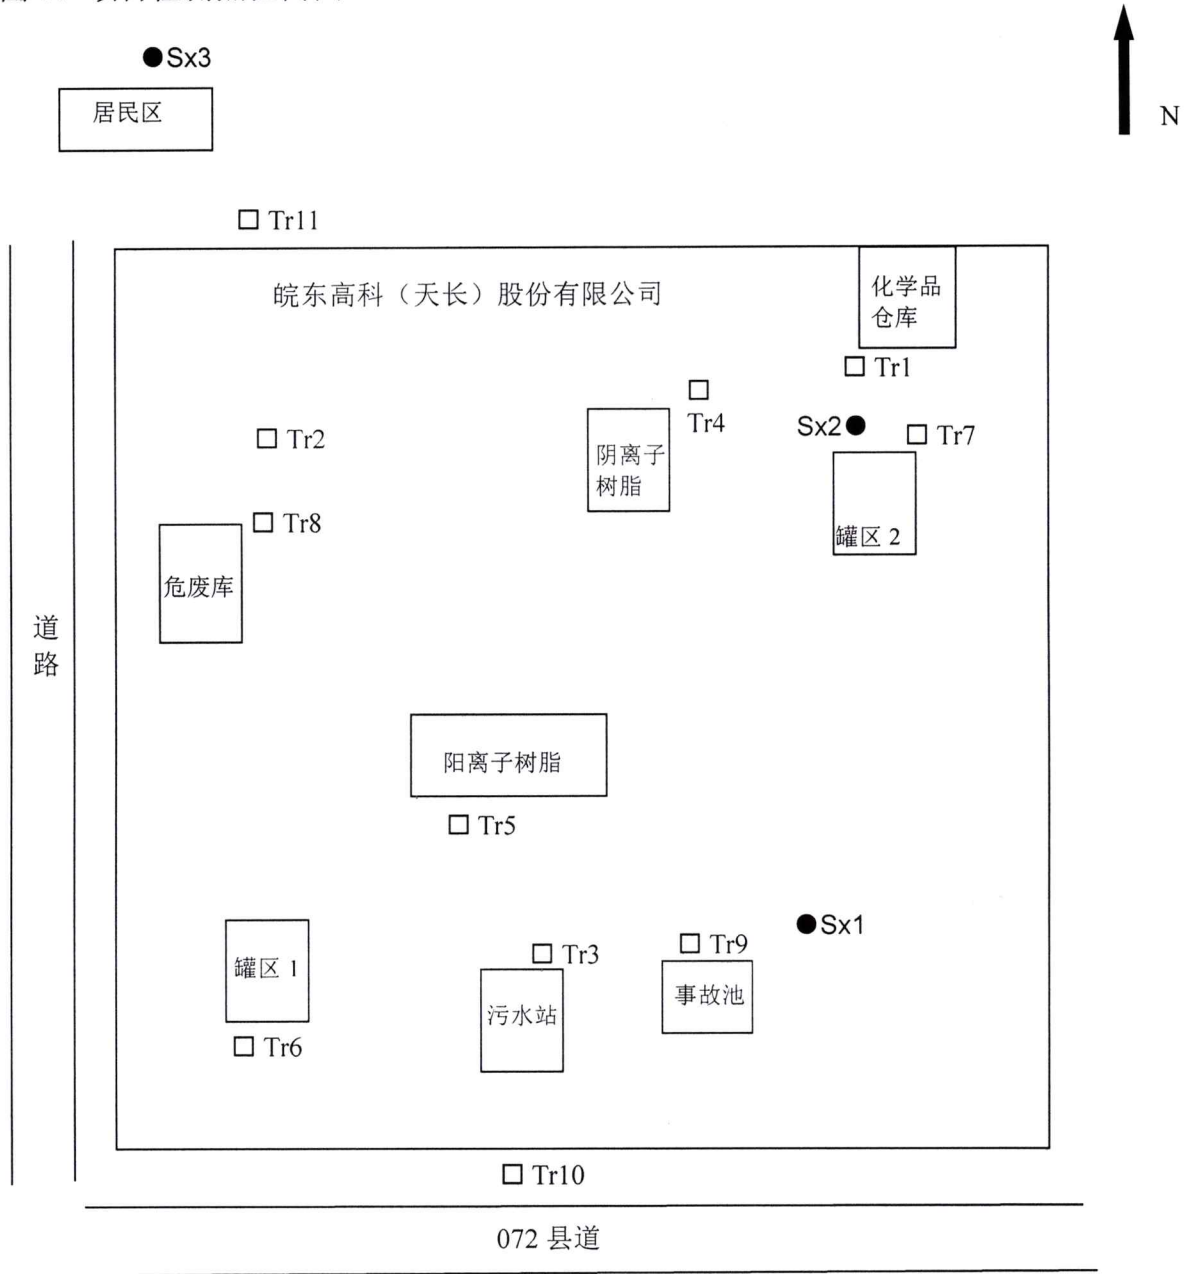 Sx3
居民区
N
Tr11
皖东高科（天长）股份有限公司
化学品
仓库
Tr1
Tr4
Sx2
Tr7
Tr2
阴离子
树脂
Tr8
罐区 2
危废库
道
路
阳离子树脂
Tr5
Sx1
Tr9
Tr3
罐区 1
事故池
污水站
Tr6
Tr10
072 县道